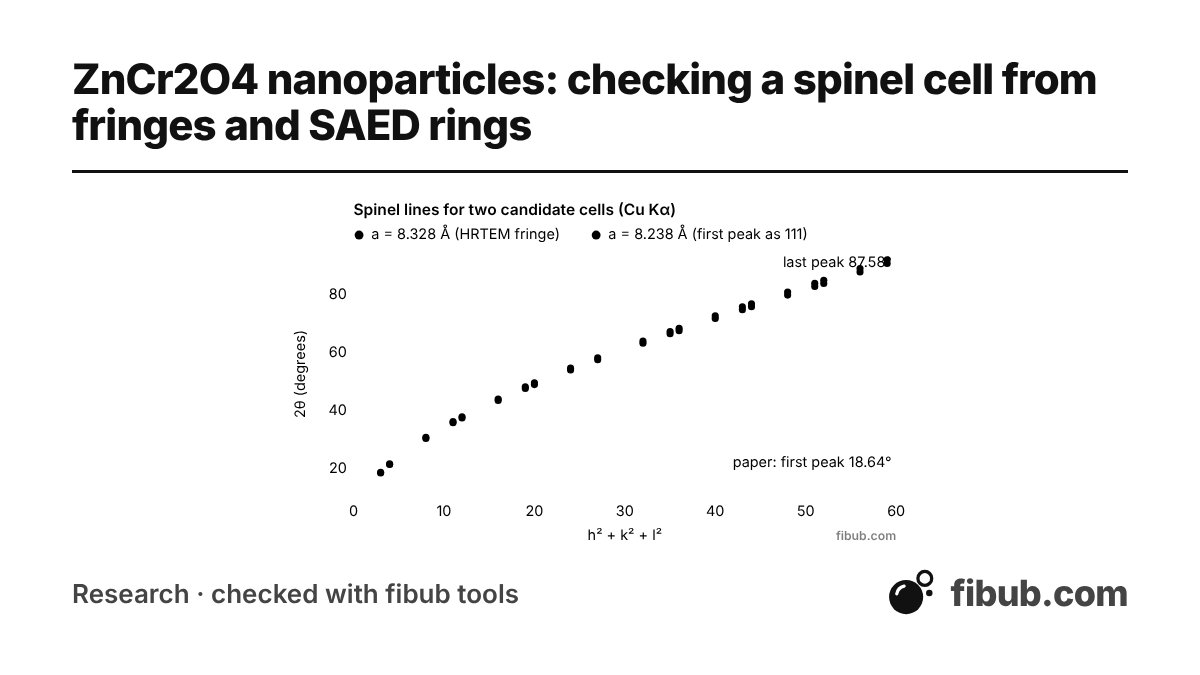 ZnCr2O4 nanoparticles: checking a spinel cell from
fringes and SAED rings
Spinel lines for two candidate cells (Cu Kα)
a = 8.328 Å (HRTEM fringe)
a = 8.238 Å (first peak as 111)
last peak 87.58°
80
60
40
20
2θ (degrees)
paper: first peak 18.64°
0 10 20 30 40 50 60
h² + k² + l²
fibub.com
Research · checked with fibub tools
fibub.com